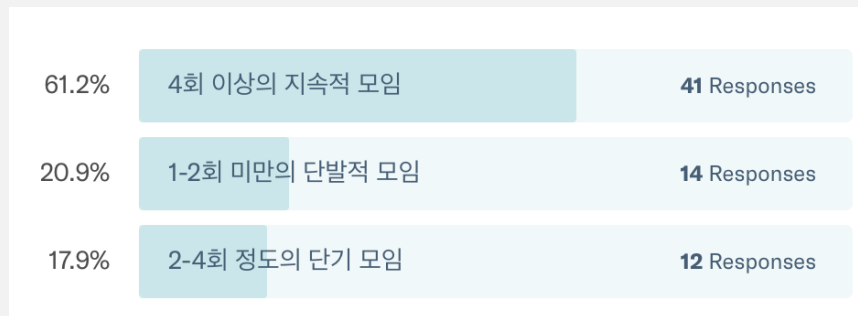 61.2% 4회 이상의 지속적 모임 41 Responses
20.9% 1-2회 미만의 단발적 모임 14 Responses
17.9% 2-4회 정도의 단기 모임 12 Responses